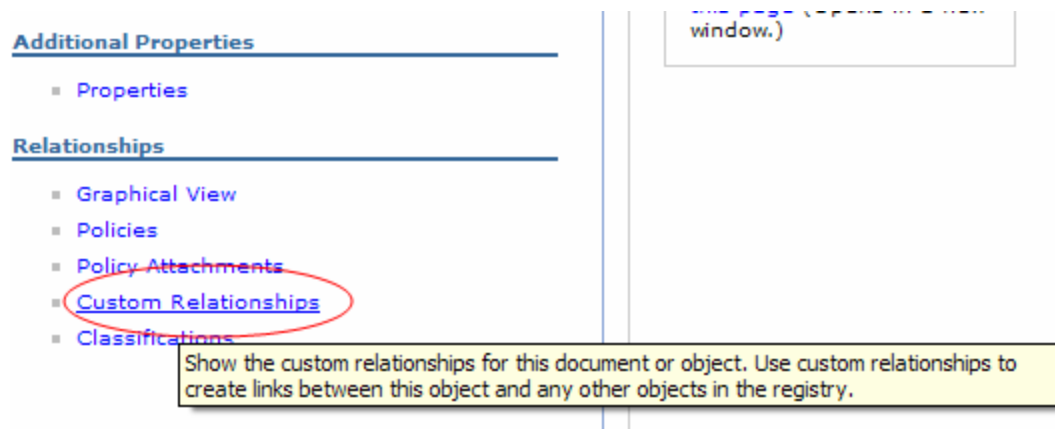 this page (Opens in a new
window.)
Additional Properties
Properties
Relationships
Graphical View
Policies
Policy Attachments
Custom Relationships
Classifications
Show the custom relationships for this document or object. Use custom relationships to
create links between this object and any other objects in the registry.